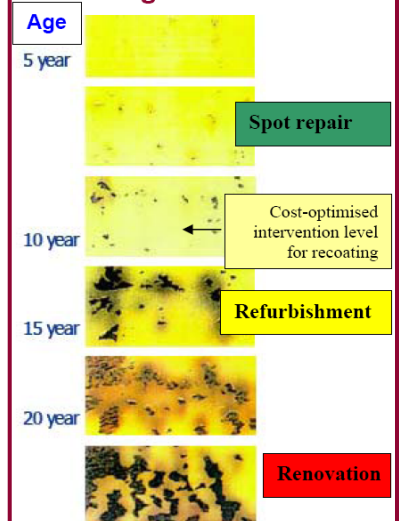 Age
5 year
Spot repair
Cost-optimised
intervention level
for recoating
10 year
Refurbishment
15 year
20 year
Renovation